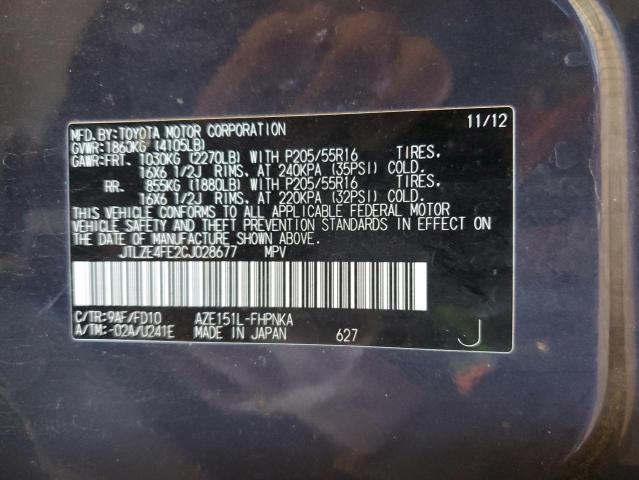 MFD.BY:TOYOTA MOTOR CORPORATION 11/12
GVWR:1860KG (4105LB)
GAWR:FRT. 1030KG (2270LB) WITH P205/55R16 TIRES,
16X6 1/2J RIMS, AT 240KPA (35PSI) COLD.
RR. 855KG (1880LB) WITH P205/55R16 TIRES,
16X6 1/2J RIMS, AT 220KPA (32PSI) COLD.
THIS VEHICLE CONFORMS TO ALL APPLICABLE FEDERAL MOTOR
VEHICLE SAFETY AND THEFT PREVENTION STANDARDS IN EFFECT ON
THE DATE OF MANUFACTURE SHOWN ABOVE.
JTLZE4FE2CJ028677 MPV
C/TR:9AF/FD10 AZE151L-FHPNKA
A/TM:-02A/U241E MADE IN JAPAN 627 J